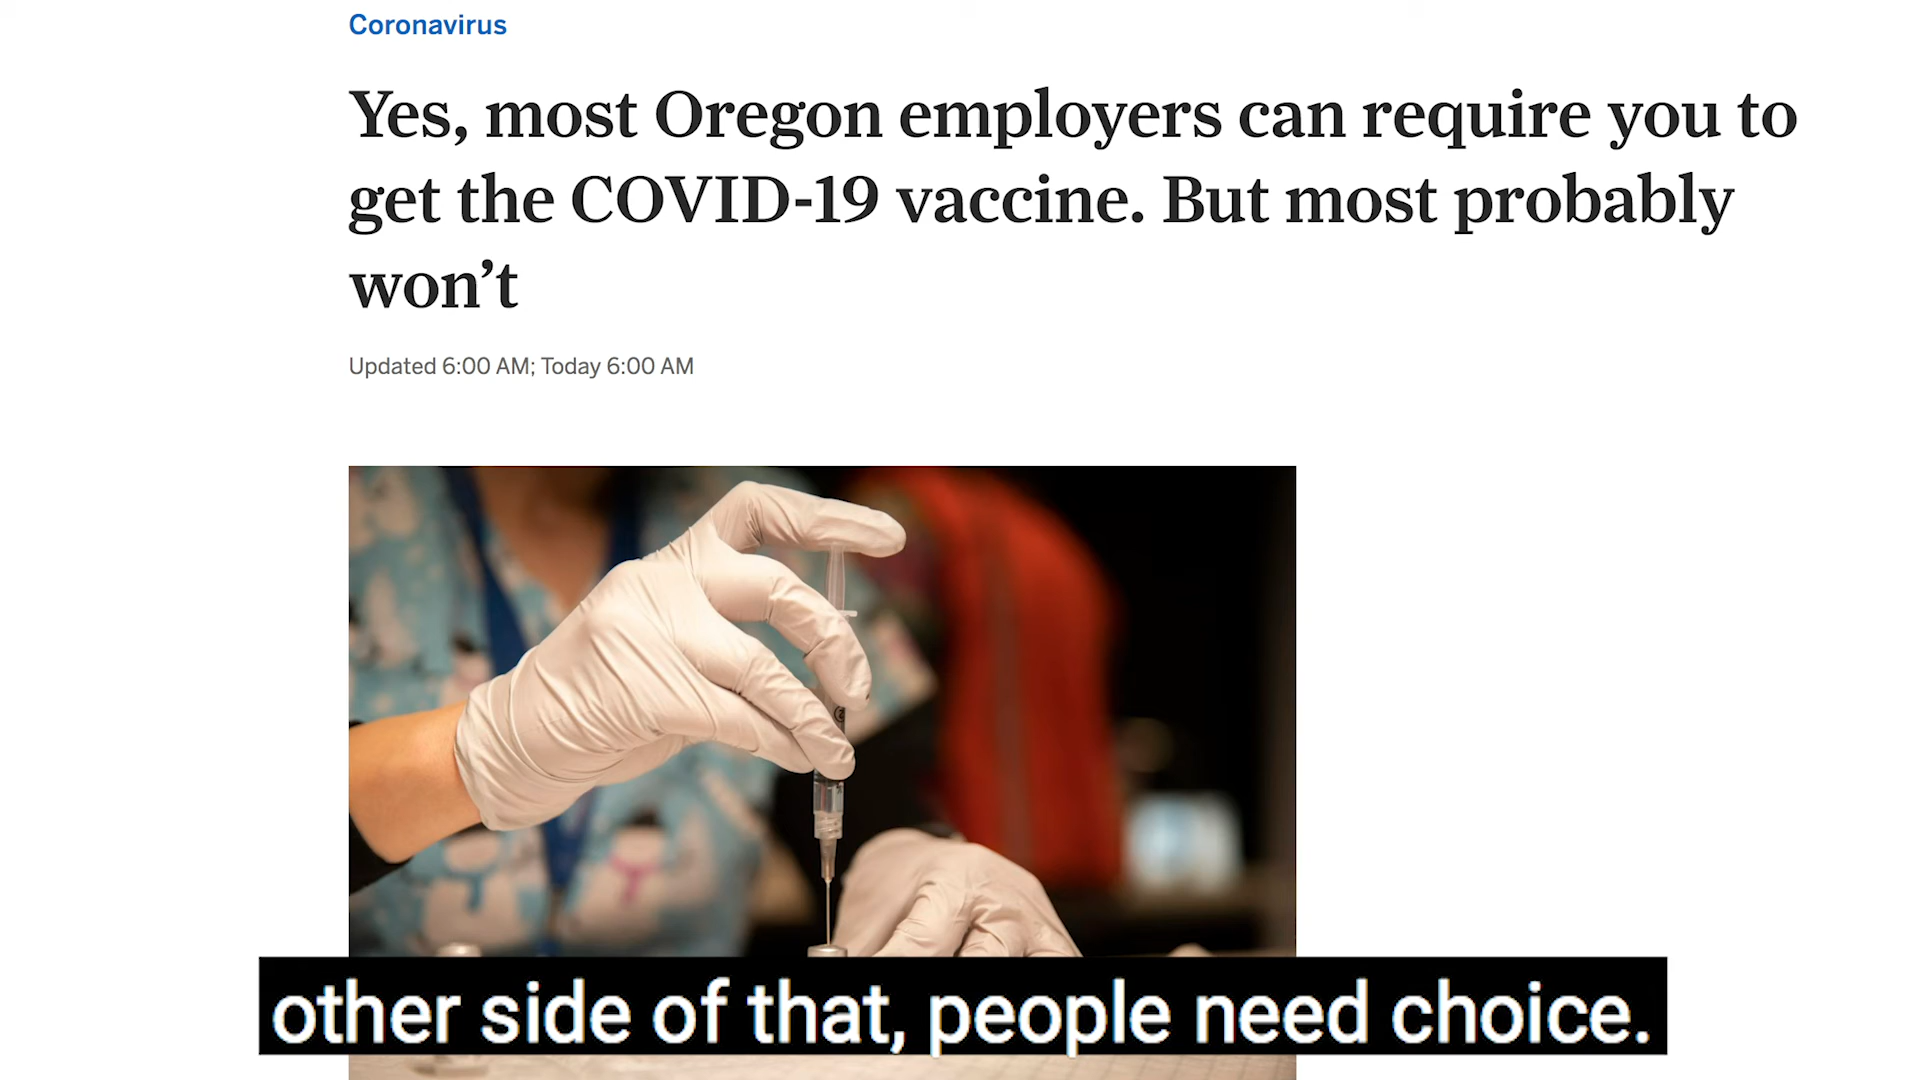 Coronavirus
Yes, most Oregon employers can require you to
get the COVID-19 vaccine. But most probably
won’t
Updated 6:00 AM; Today 6:00 AM
other side of that, people need choice.